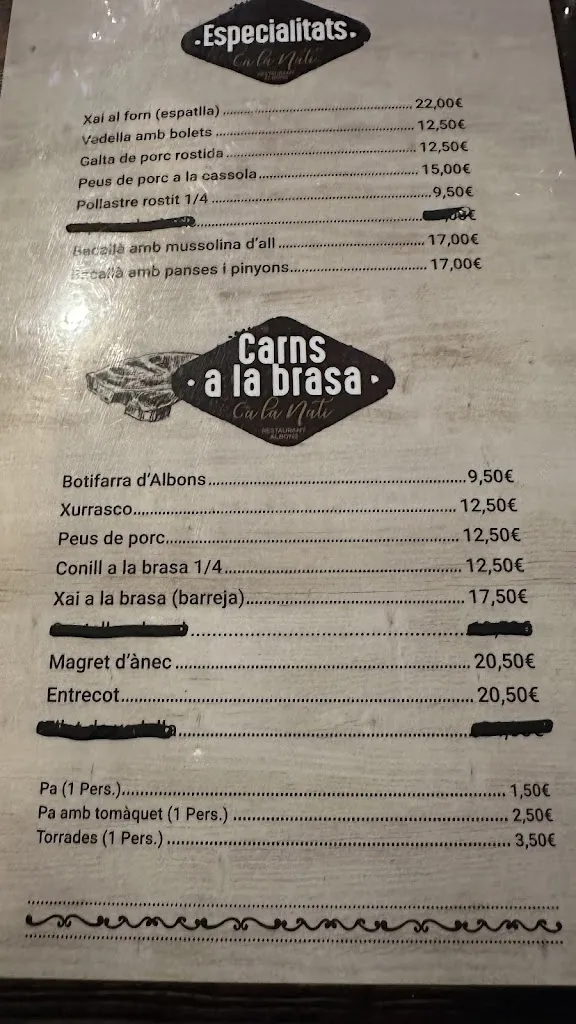 ·Especialitats·
Ca la Nati
RESTAURANT
ALBONS
Xai al forn (espatlla) 22,00€
Vedella amb bolets 12,50€
Galta de porc rostida 12,50€
Peus de porc a la cassola 15,00€
Pollastre rostit 1/4 9,50€
Bacallà amb mussolina d'all 17,00€
Bacallà amb panses i pinyons 17,00€
Carns
· a la brasa ·
Ca la Nati
RESTAURANT
ALBONS
Botifarra d'Albons 9,50€
Xurrasco 12,50€
Peus de porc 12,50€
Conill a la brasa 1/4 12,50€
Xai a la brasa (barreja) 17,50€
Magret d'ànec 20,50€
Entrecot 20,50€
Pa (1 Pers.) 1,50€
Pa amb tomàquet (1 Pers.) 2,50€
Torrades (1 Pers.) 3,50€